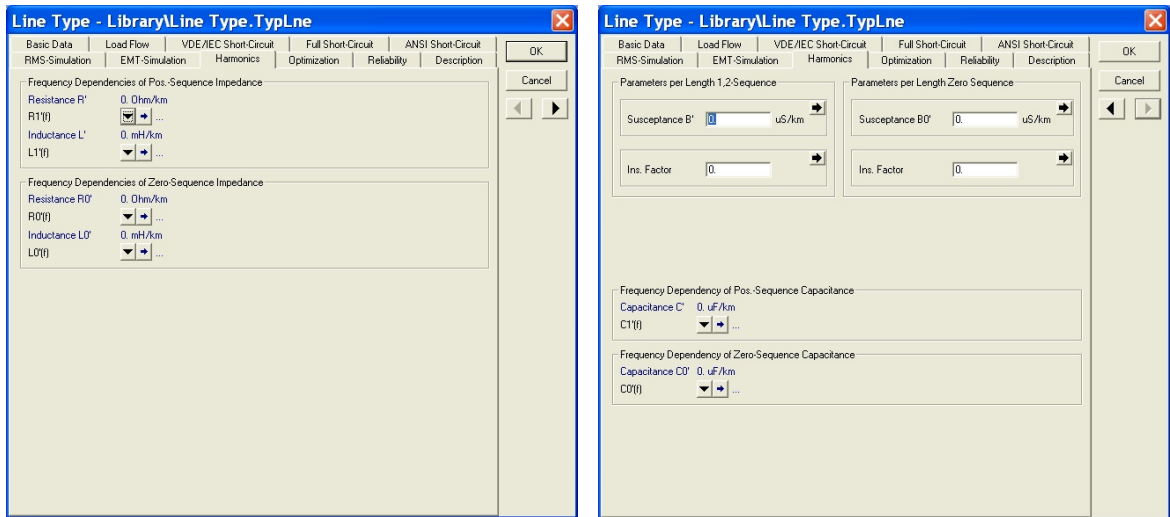 Line Type - Library\Line Type.TypLne
Basic Data | Load Flow | VDE/IEC Short-Circuit | Full Short-Circuit | ANSI Short-Circuit
RMS-Simulation | EMT-Simulation | Harmonics | Optimization | Reliability | Description
OK
Cancel
Frequency Dependencies of Pos.-Sequence Impedance
Resistance R' 0. Ohm/km
R1'(f) ...
Inductance L' 0. mH/km
L1'(f) ...
Frequency Dependencies of Zero-Sequence Impedance
Resistance R0' 0. Ohm/km
R0'(f) ...
Inductance L0' 0. mH/km
L0'(f) ...
Line Type - Library\Line Type.TypLne
Basic Data | Load Flow | VDE/IEC Short-Circuit | Full Short-Circuit | ANSI Short-Circuit
RMS-Simulation | EMT-Simulation | Harmonics | Optimization | Reliability | Description
OK
Cancel
Parameters per Length 1,2-Sequence
Susceptance B' 0. uS/km
Ins. Factor 0.
Parameters per Length Zero Sequence
Susceptance B0' 0. uS/km
Ins. Factor 0.
Frequency Dependency of Pos.-Sequence Capacitance
Capacitance C' 0. uF/km
C1'(f) ...
Frequency Dependency of Zero-Sequence Capacitance
Capacitance C0' 0. uF/km
C0'(f) ...